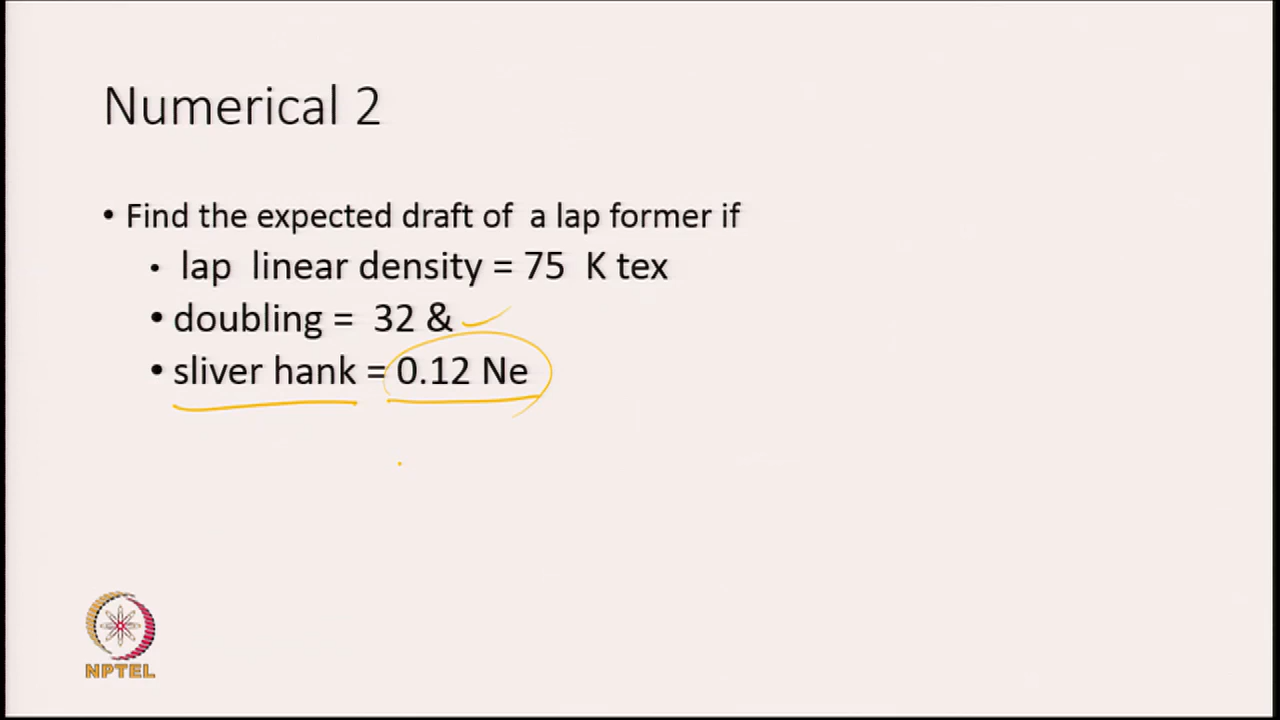 Numerical 2
• Find the expected draft of a lap former if
• lap linear density = 75 K tex
• doubling = 32 &
• sliver hank = 0.12 Ne
NPTEL